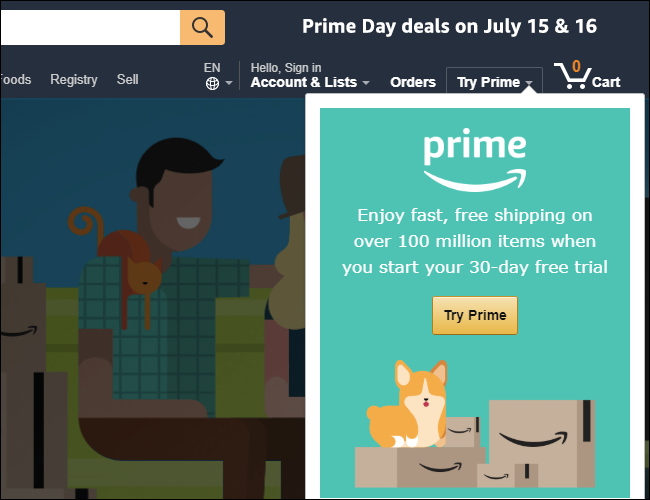 Prime Day deals on July 15 & 16
EN
Hello, Sign in
oods Registry Sell
Account & Lists Orders Try Prime 0 Cart
prime
Enjoy fast, free shipping on
over 100 million items when
you start your 30-day free trial
Try Prime